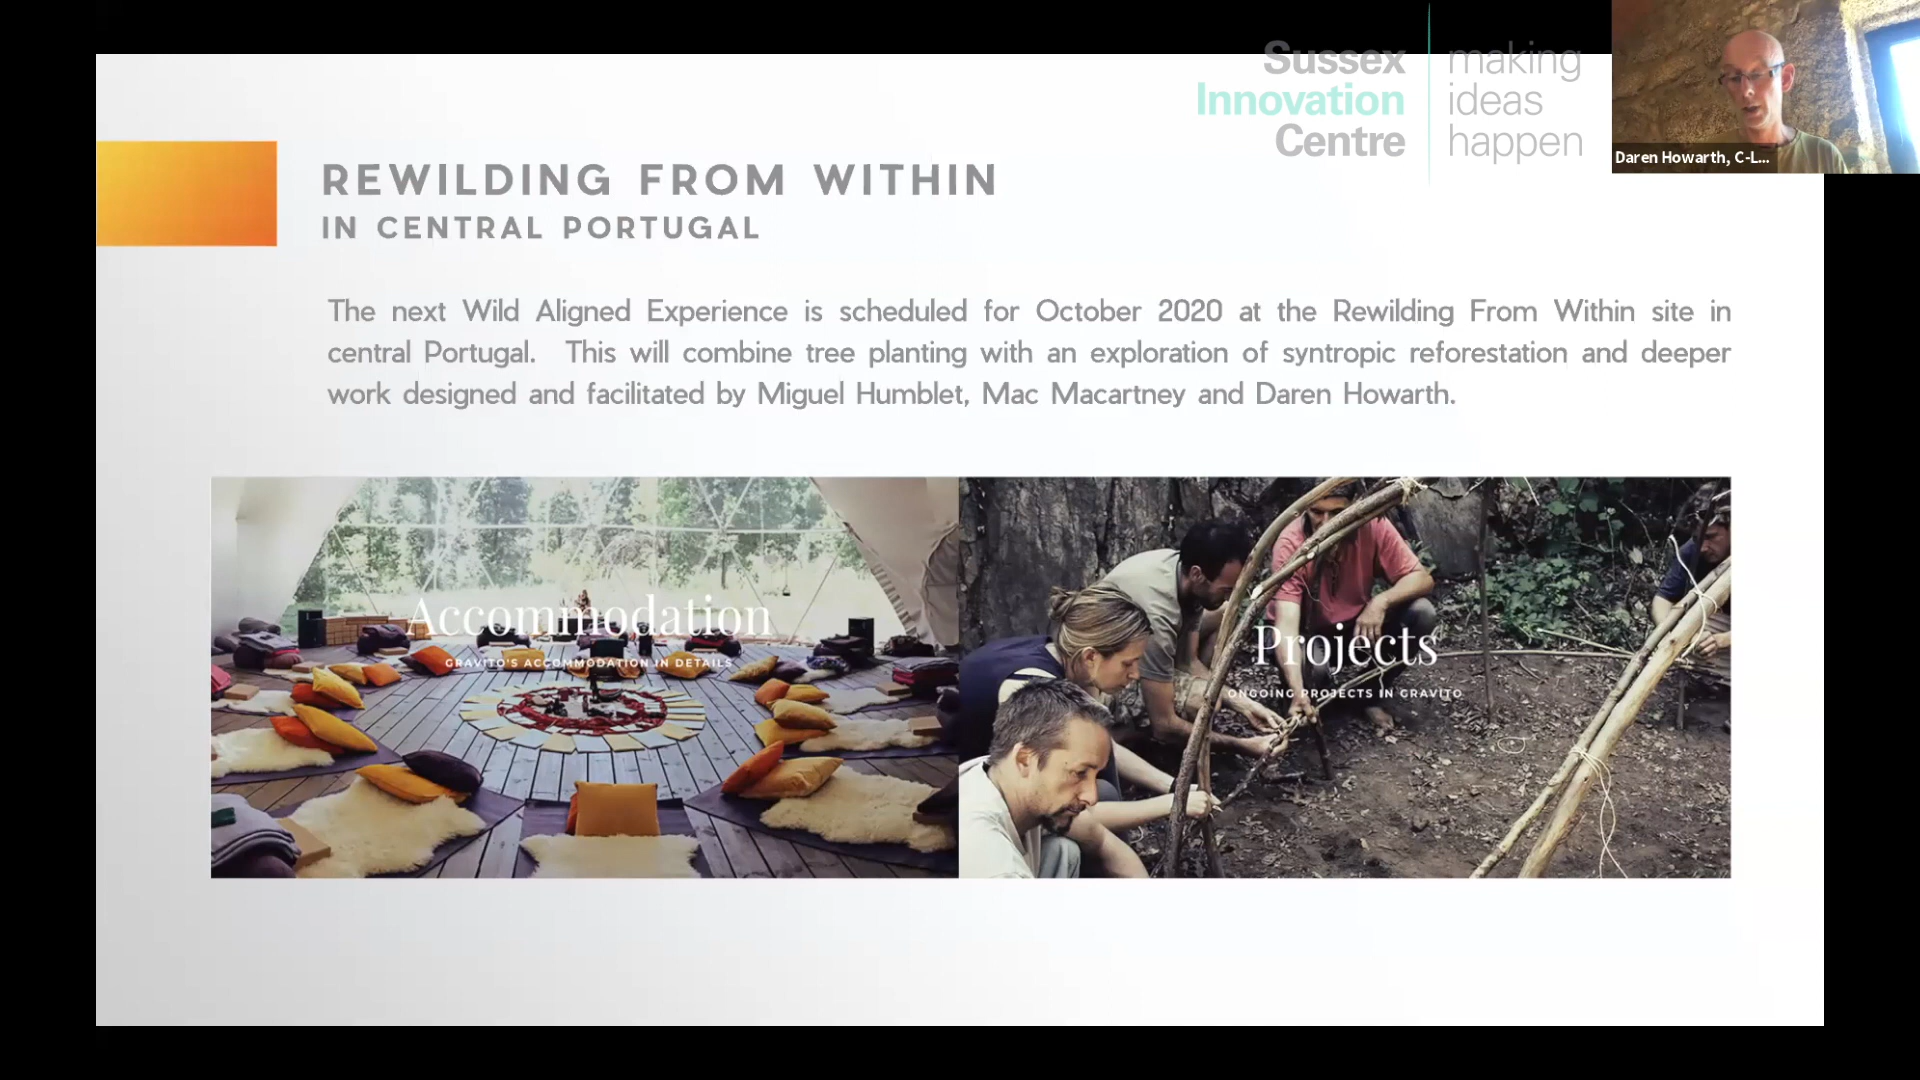 Sussex
Innovation
Centre
making
ideas
happen
Daren Howarth, C-L...
REWILDING FROM WITHIN
IN CENTRAL PORTUGAL
The next Wild Aligned Experience is scheduled for October 2020 at the Rewilding From Within site in
central Portugal. This will combine tree planting with an exploration of syntropic reforestation and deeper
work designed and facilitated by Miguel Humblet, Mac Macartney and Daren Howarth.
Accommodation
GRAVITO'S ACCOMMODATION IN DETAILS
Projects
ONGOING PROJECTS IN GRAVITO